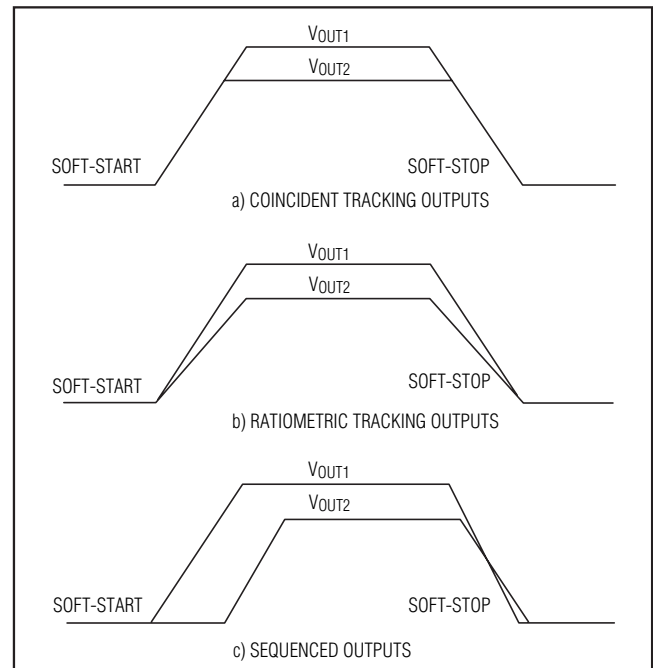 VOUT1
VOUT2
SOFT-START
SOFT-STOP
a) COINCIDENT TRACKING OUTPUTS
VOUT1
VOUT2
SOFT-START
SOFT-STOP
b) RATIOMETRIC TRACKING OUTPUTS
VOUT1
VOUT2
SOFT-START
SOFT-STOP
c) SEQUENCED OUTPUTS